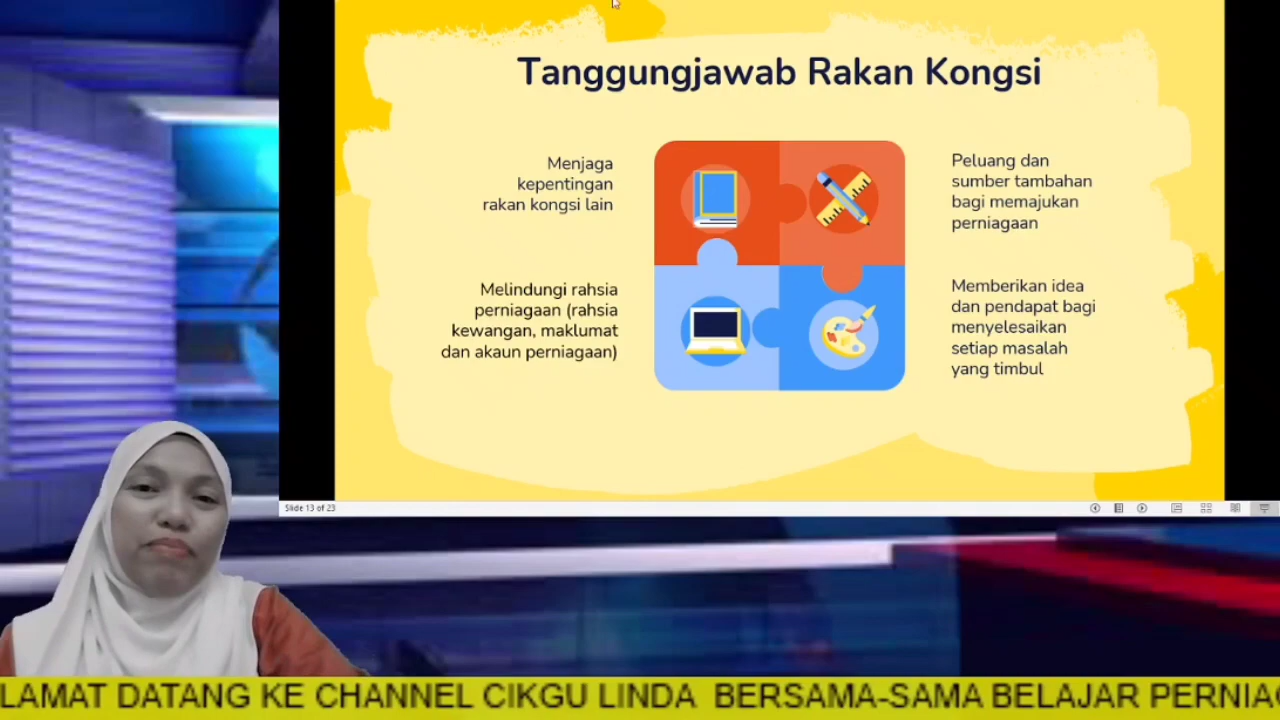 Tanggungjawab Rakan Kongsi
Menjaga
kepentingan
rakan kongsi lain
Melindungi rahsia
perniagaan (rahsia
kewangan, maklumat
dan akaun perniagaan)
Peluang dan
sumber tambahan
bagi memajukan
perniagaan
Memberikan idea
dan pendapat bagi
menyelesaikan
setiap masalah
yang timbul
Slide 13 of 23
LAMAT DATANG KE CHANNEL CIKGU LINDA BERSAMA-SAMA BELAJAR PERNIAG